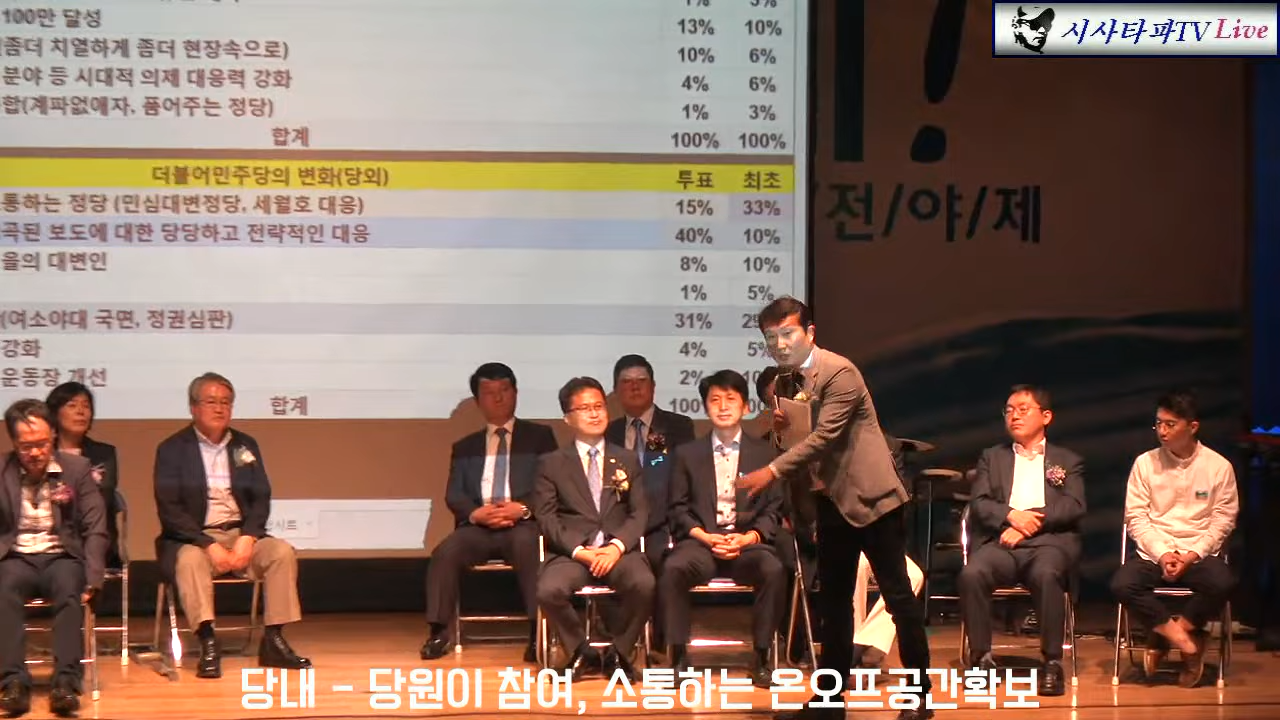 시사타파TV Live
1% 3%
100만 달성 13% 10%
(좀더 치열하게 좀더 현장속으로) 10% 6%
분야 등 시대적 의제 대응력 강화 4% 6%
합(계파없애자, 품어주는 정당) 1% 3%
합계 100% 100%
더불어민주당의 변화(당외) 투표 최초
통하는 정당 (민심대변정당, 세월호 대응) 15% 33%
곡된 보도에 대한 당당하고 전략적인 대응 40% 10%
을의 대변인 8% 10%
1% 5%
(여소야대 국면, 정권심판) 31%
강화 4% 5%
운동장 개선 2%
합계
/전/야/제
당내 - 당원이 참여, 소통하는 온오프공간확보